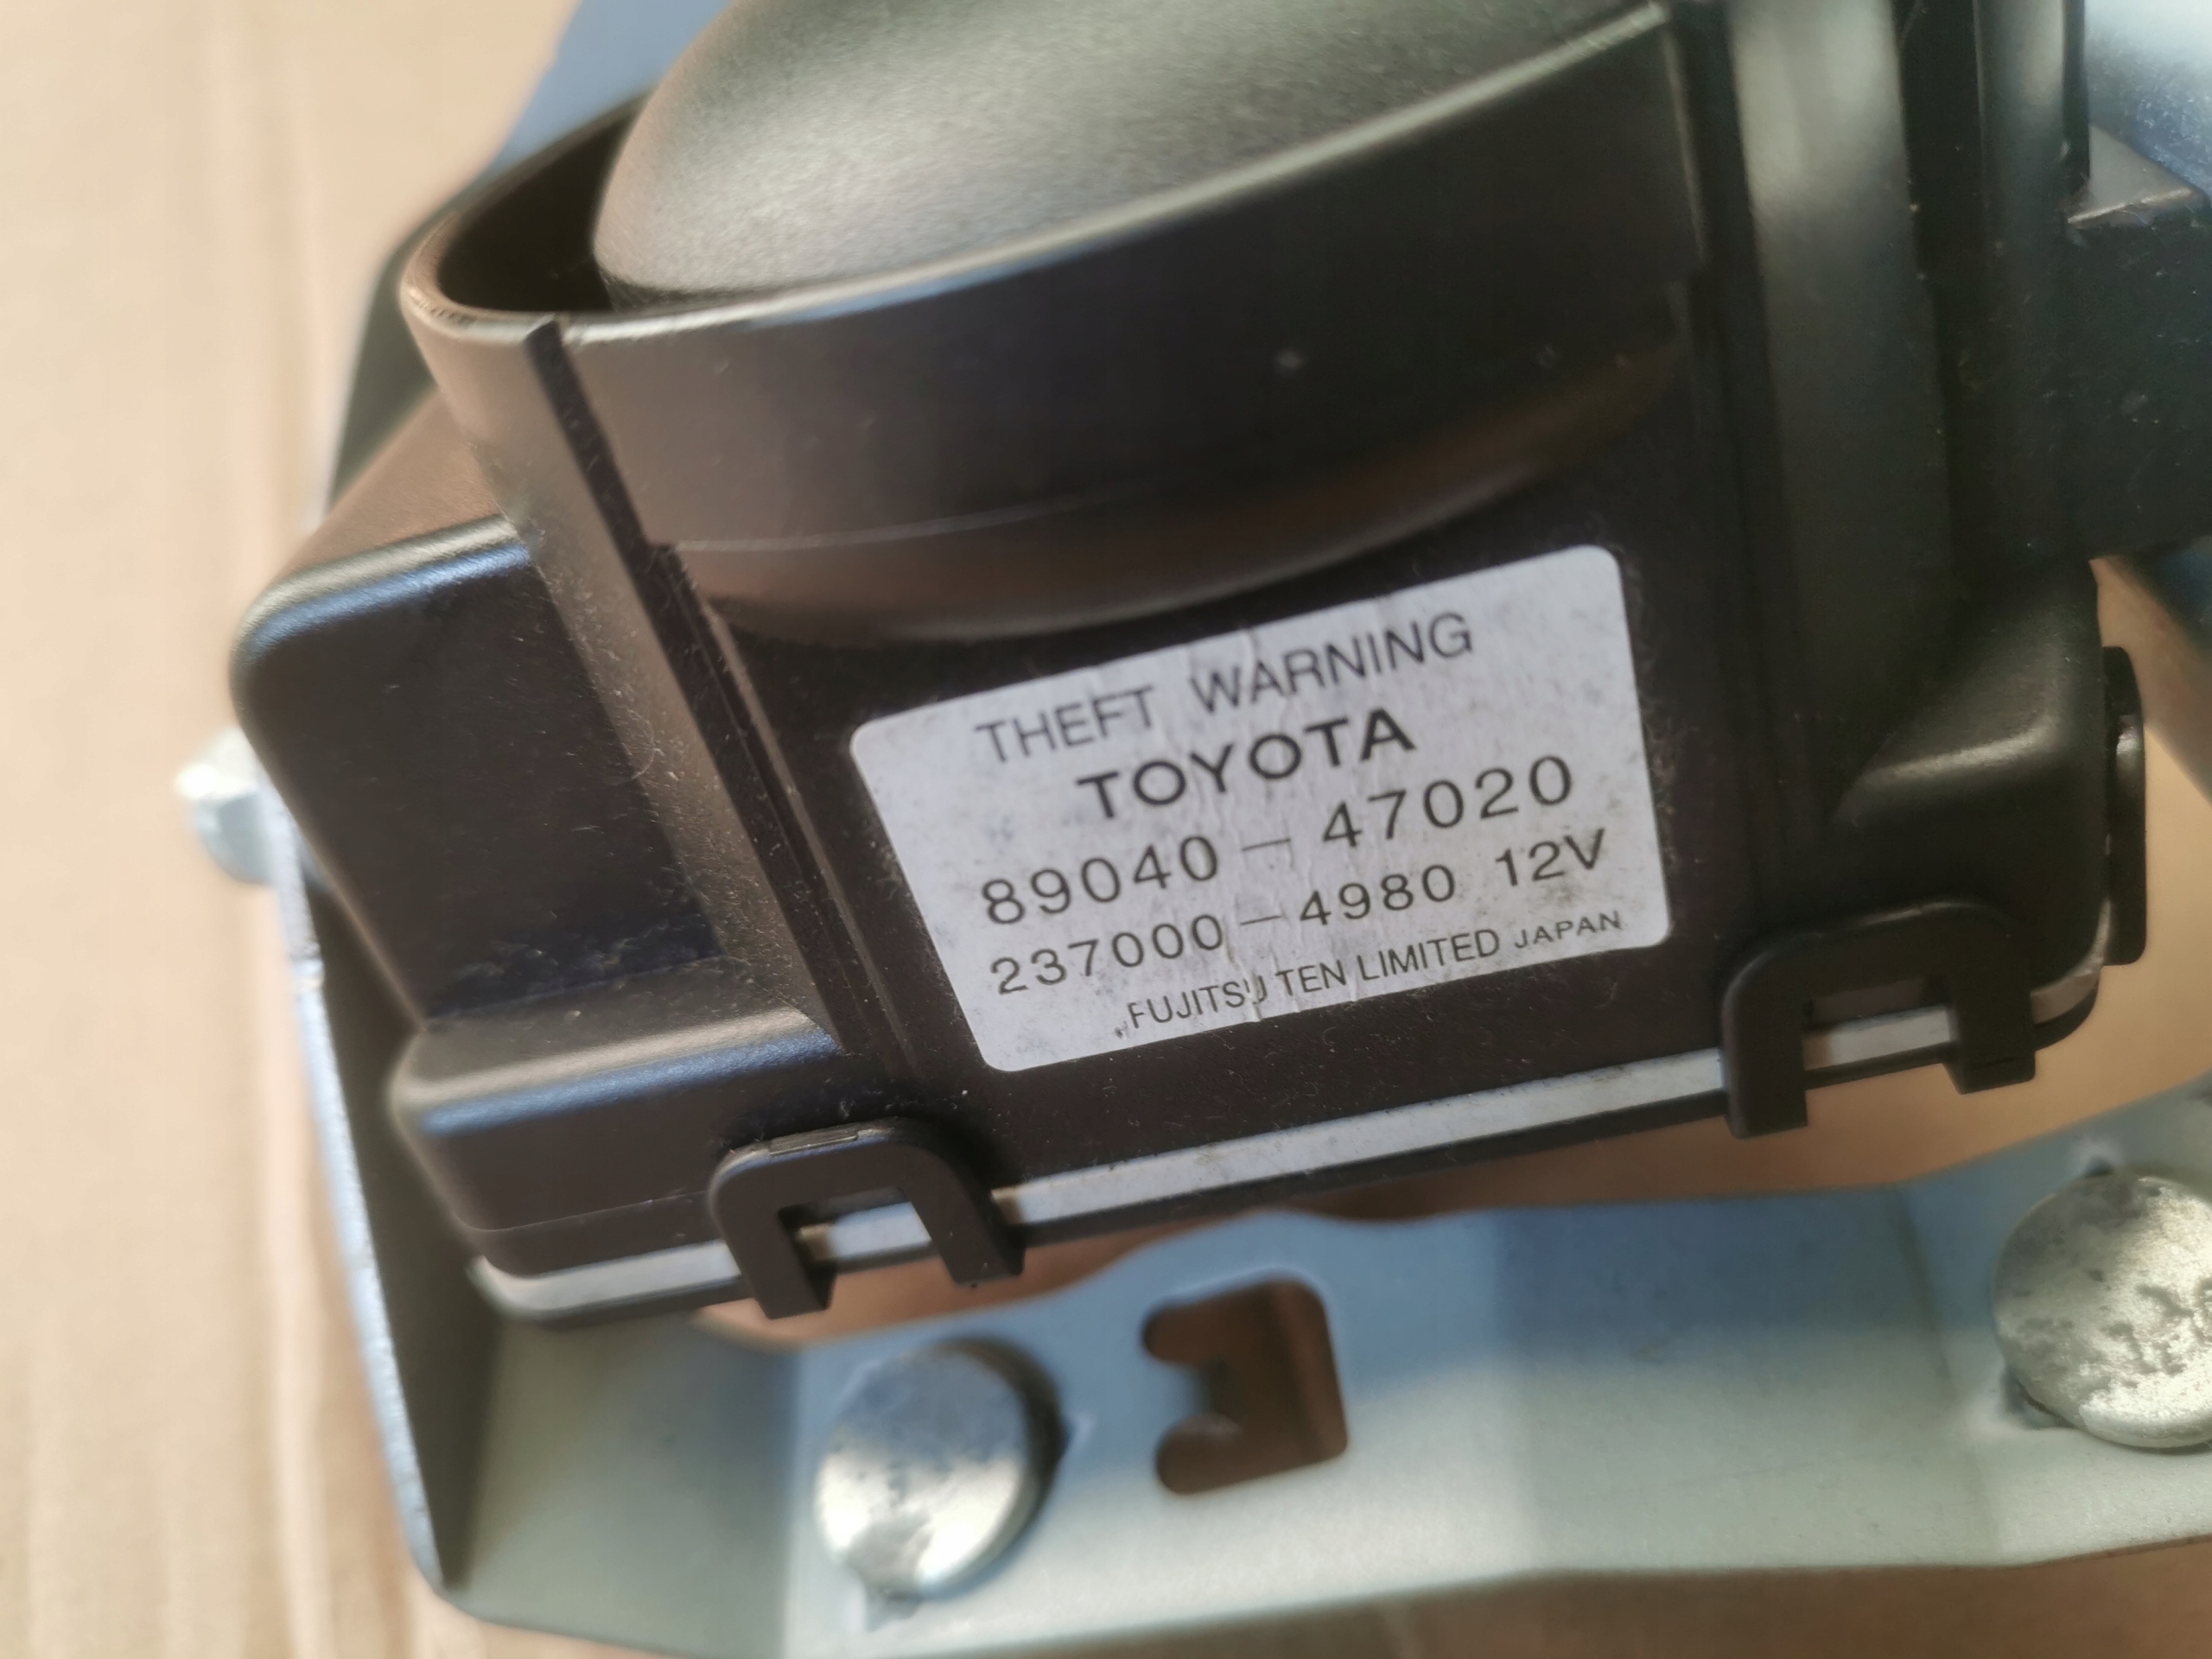 THEFT WARNING
TOYOTA
89040-47020
237000-4980 12V
FUJITSU TEN LIMITED JAPAN